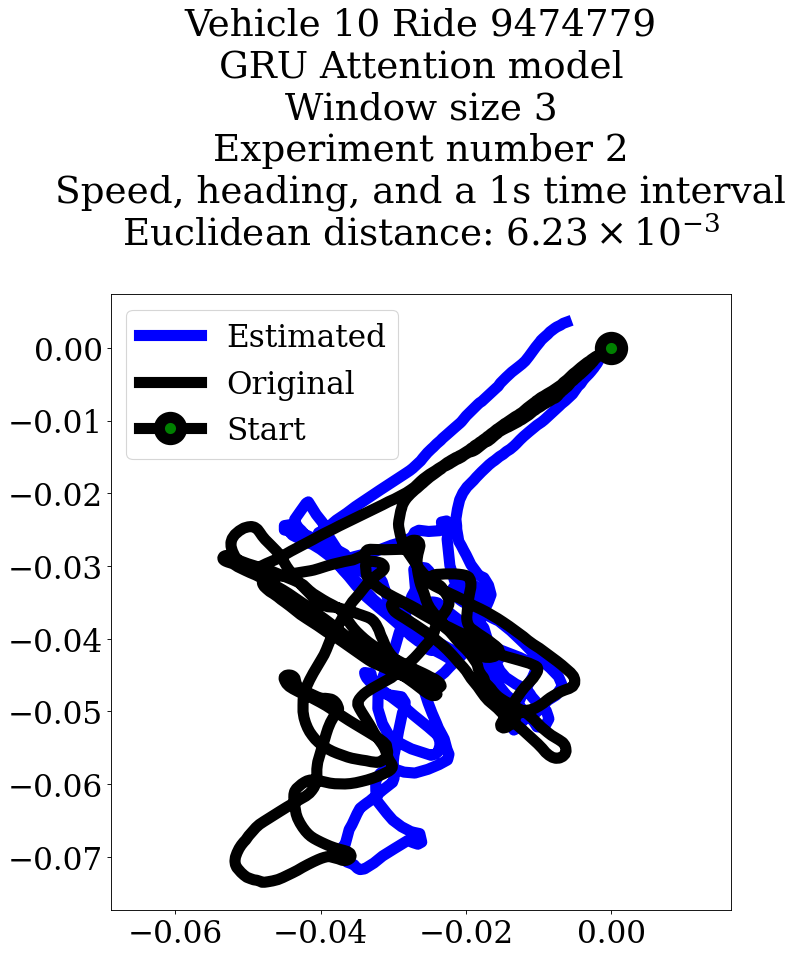 Vehicle 10 Ride 9474779
GRU Attention model
Window size 3
Experiment number 2
Speed, heading, and a 1s time interval
Euclidean distance: 6.23 × 10⁻³
Estimated
Original
Start
0.00
−0.01
−0.02
−0.03
−0.04
−0.05
−0.06
−0.07
−0.06 −0.04 −0.02 0.00